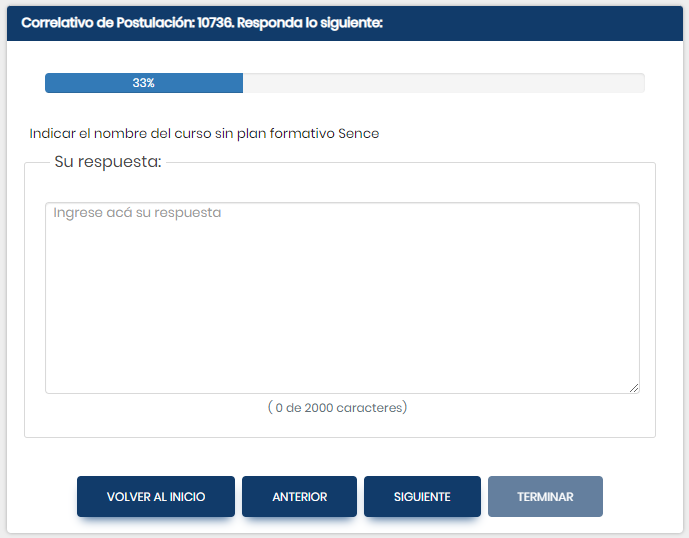 Correlativo de Postulación: 10736. Responda lo siguiente:
33%
Indicar el nombre del curso sin plan formativo Sence
Su respuesta:
Ingrese acá su respuesta
( 0 de 2000 caracteres)
VOLVER AL INICIO ANTERIOR SIGUIENTE TERMINAR